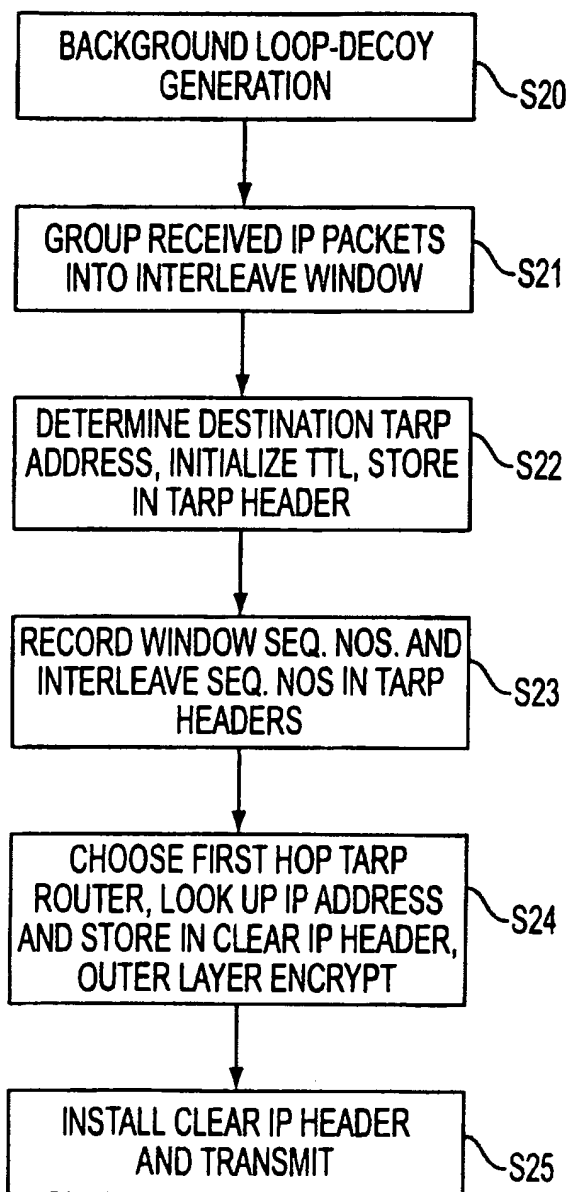 BACKGROUND LOOP-DECOY
GENERATION
S20
GROUP RECEIVED IP PACKETS
INTO INTERLEAVE WINDOW
S21
DETERMINE DESTINATION TARP
ADDRESS, INITIALIZE TTL, STORE
IN TARP HEADER
S22
RECORD WINDOW SEQ. NOS. AND
INTERLEAVE SEQ. NOS IN TARP
HEADERS
S23
CHOOSE FIRST HOP TARP
ROUTER, LOOK UP IP ADDRESS
AND STORE IN CLEAR IP HEADER,
OUTER LAYER ENCRYPT
S24
INSTALL CLEAR IP HEADER
AND TRANSMIT
S25